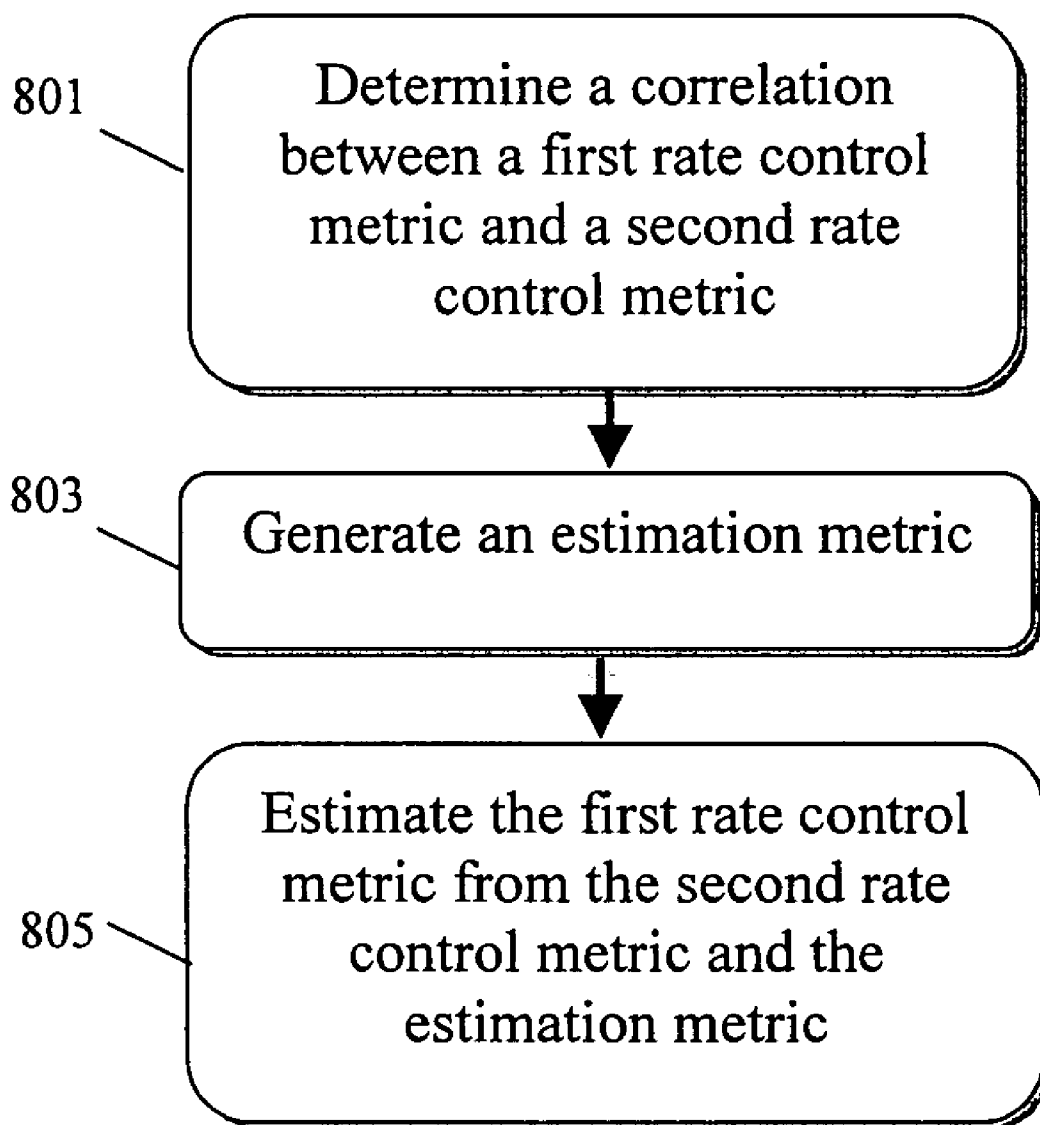 801
Determine a correlation
between a first rate control
metric and a second rate
control metric
803
Generate an estimation metric
805
Estimate the first rate control
metric from the second rate
control metric and the
estimation metric